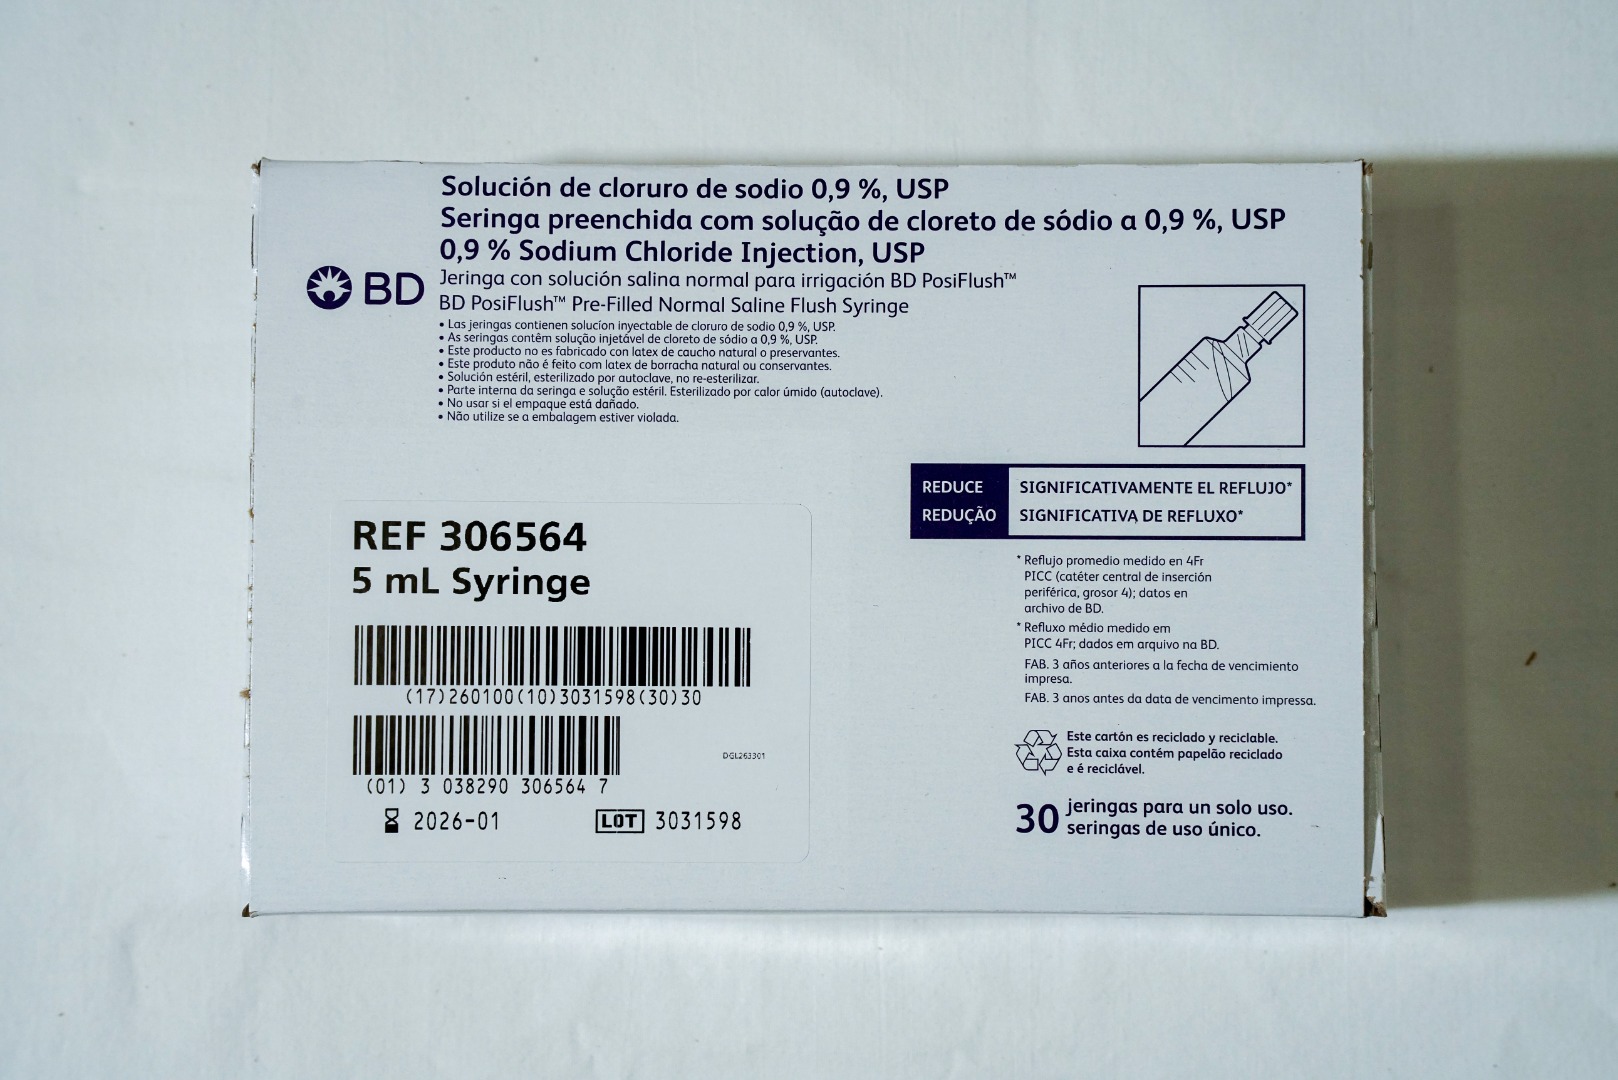 Solución de cloruro de sodio 0,9 %, USP
Seringa preenchida com solução de cloreto de sódio a 0,9 %, USP
0,9 % Sodium Chloride Injection, USP
BD
Jeringa con solución salina normal para irrigación BD PosiFlush™
BD PosiFlush™ Pre-Filled Normal Saline Flush Syringe
• Las jeringas contienen solucíon inyectable de cloruro de sodio 0,9 %, USP.
• As seringas contêm solução injetável de cloreto de sódio a 0,9 %, USP.
• Este producto no es fabricado con latex de caucho natural o preservantes.
• Este produto não é feito com latex de borracha natural ou conservantes.
• Solución estéril, esterilizado por autoclave, no re-esterilizar.
• Parte interna da seringa e solução estéril. Esterilizado por calor úmido (autoclave).
• No usar si el empaque está dañado.
• Não utilize se a embalagem estiver violada.
REDUCE SIGNIFICATIVAMENTE EL REFLUJO*
REDUÇÃO SIGNIFICATIVA DE REFLUXO*
* Reflujo promedio medido en 4Fr
PICC (catéter central de inserción
periférica, grosor 4); datos en
archivo de BD.
* Refluxo médio medido em
PICC 4Fr; dados em arquivo na BD.
FAB. 3 años anteriores a la fecha de vencimiento
impresa.
FAB. 3 anos antes da data de vencimento impressa.
Este cartón es reciclado y reciclable.
Esta caixa contém papelão reciclado
e é reciclável.
30 jeringas para un solo uso.
seringas de uso único.
REF 306564
5 mL Syringe
(17)260100(10)3031598(30)30
DGL263301
(01) 3 038290 306564 7
2026-01
LOT 3031598